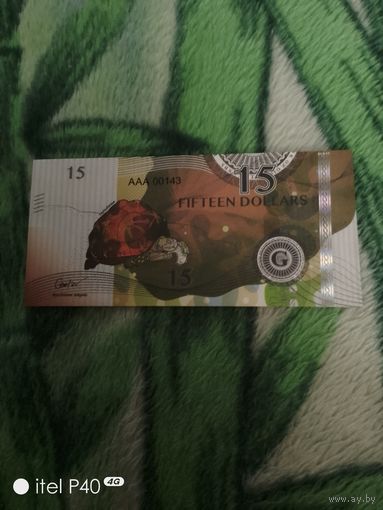 15
AAA 00143
15
FIFTEEN DOLLARS
15
G
itel P40 4G
www.ay.by